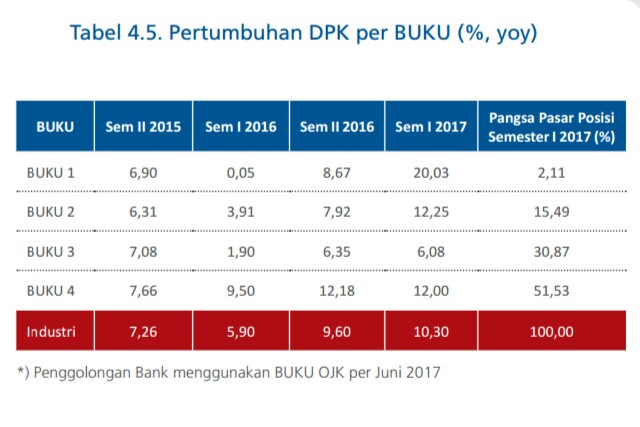 Tabel 4.5. Pertumbuhan DPK per BUKU (%, yoy)
BUKU Sem II 2015 Sem I 2016 Sem II 2016 Sem I 2017 Pangsa Pasar Posisi Semester I 2017 (%)
BUKU 1 6,90 0,05 8,67 20,03 2,11
BUKU 2 6,31 3,91 7,92 12,25 15,49
BUKU 3 7,08 1,90 6,35 6,08 30,87
BUKU 4 7,66 9,50 12,18 12,00 51,53
Industri 7,26 5,90 9,60 10,30 100,00
*) Penggolongan Bank menggunakan BUKU OJK per Juni 2017